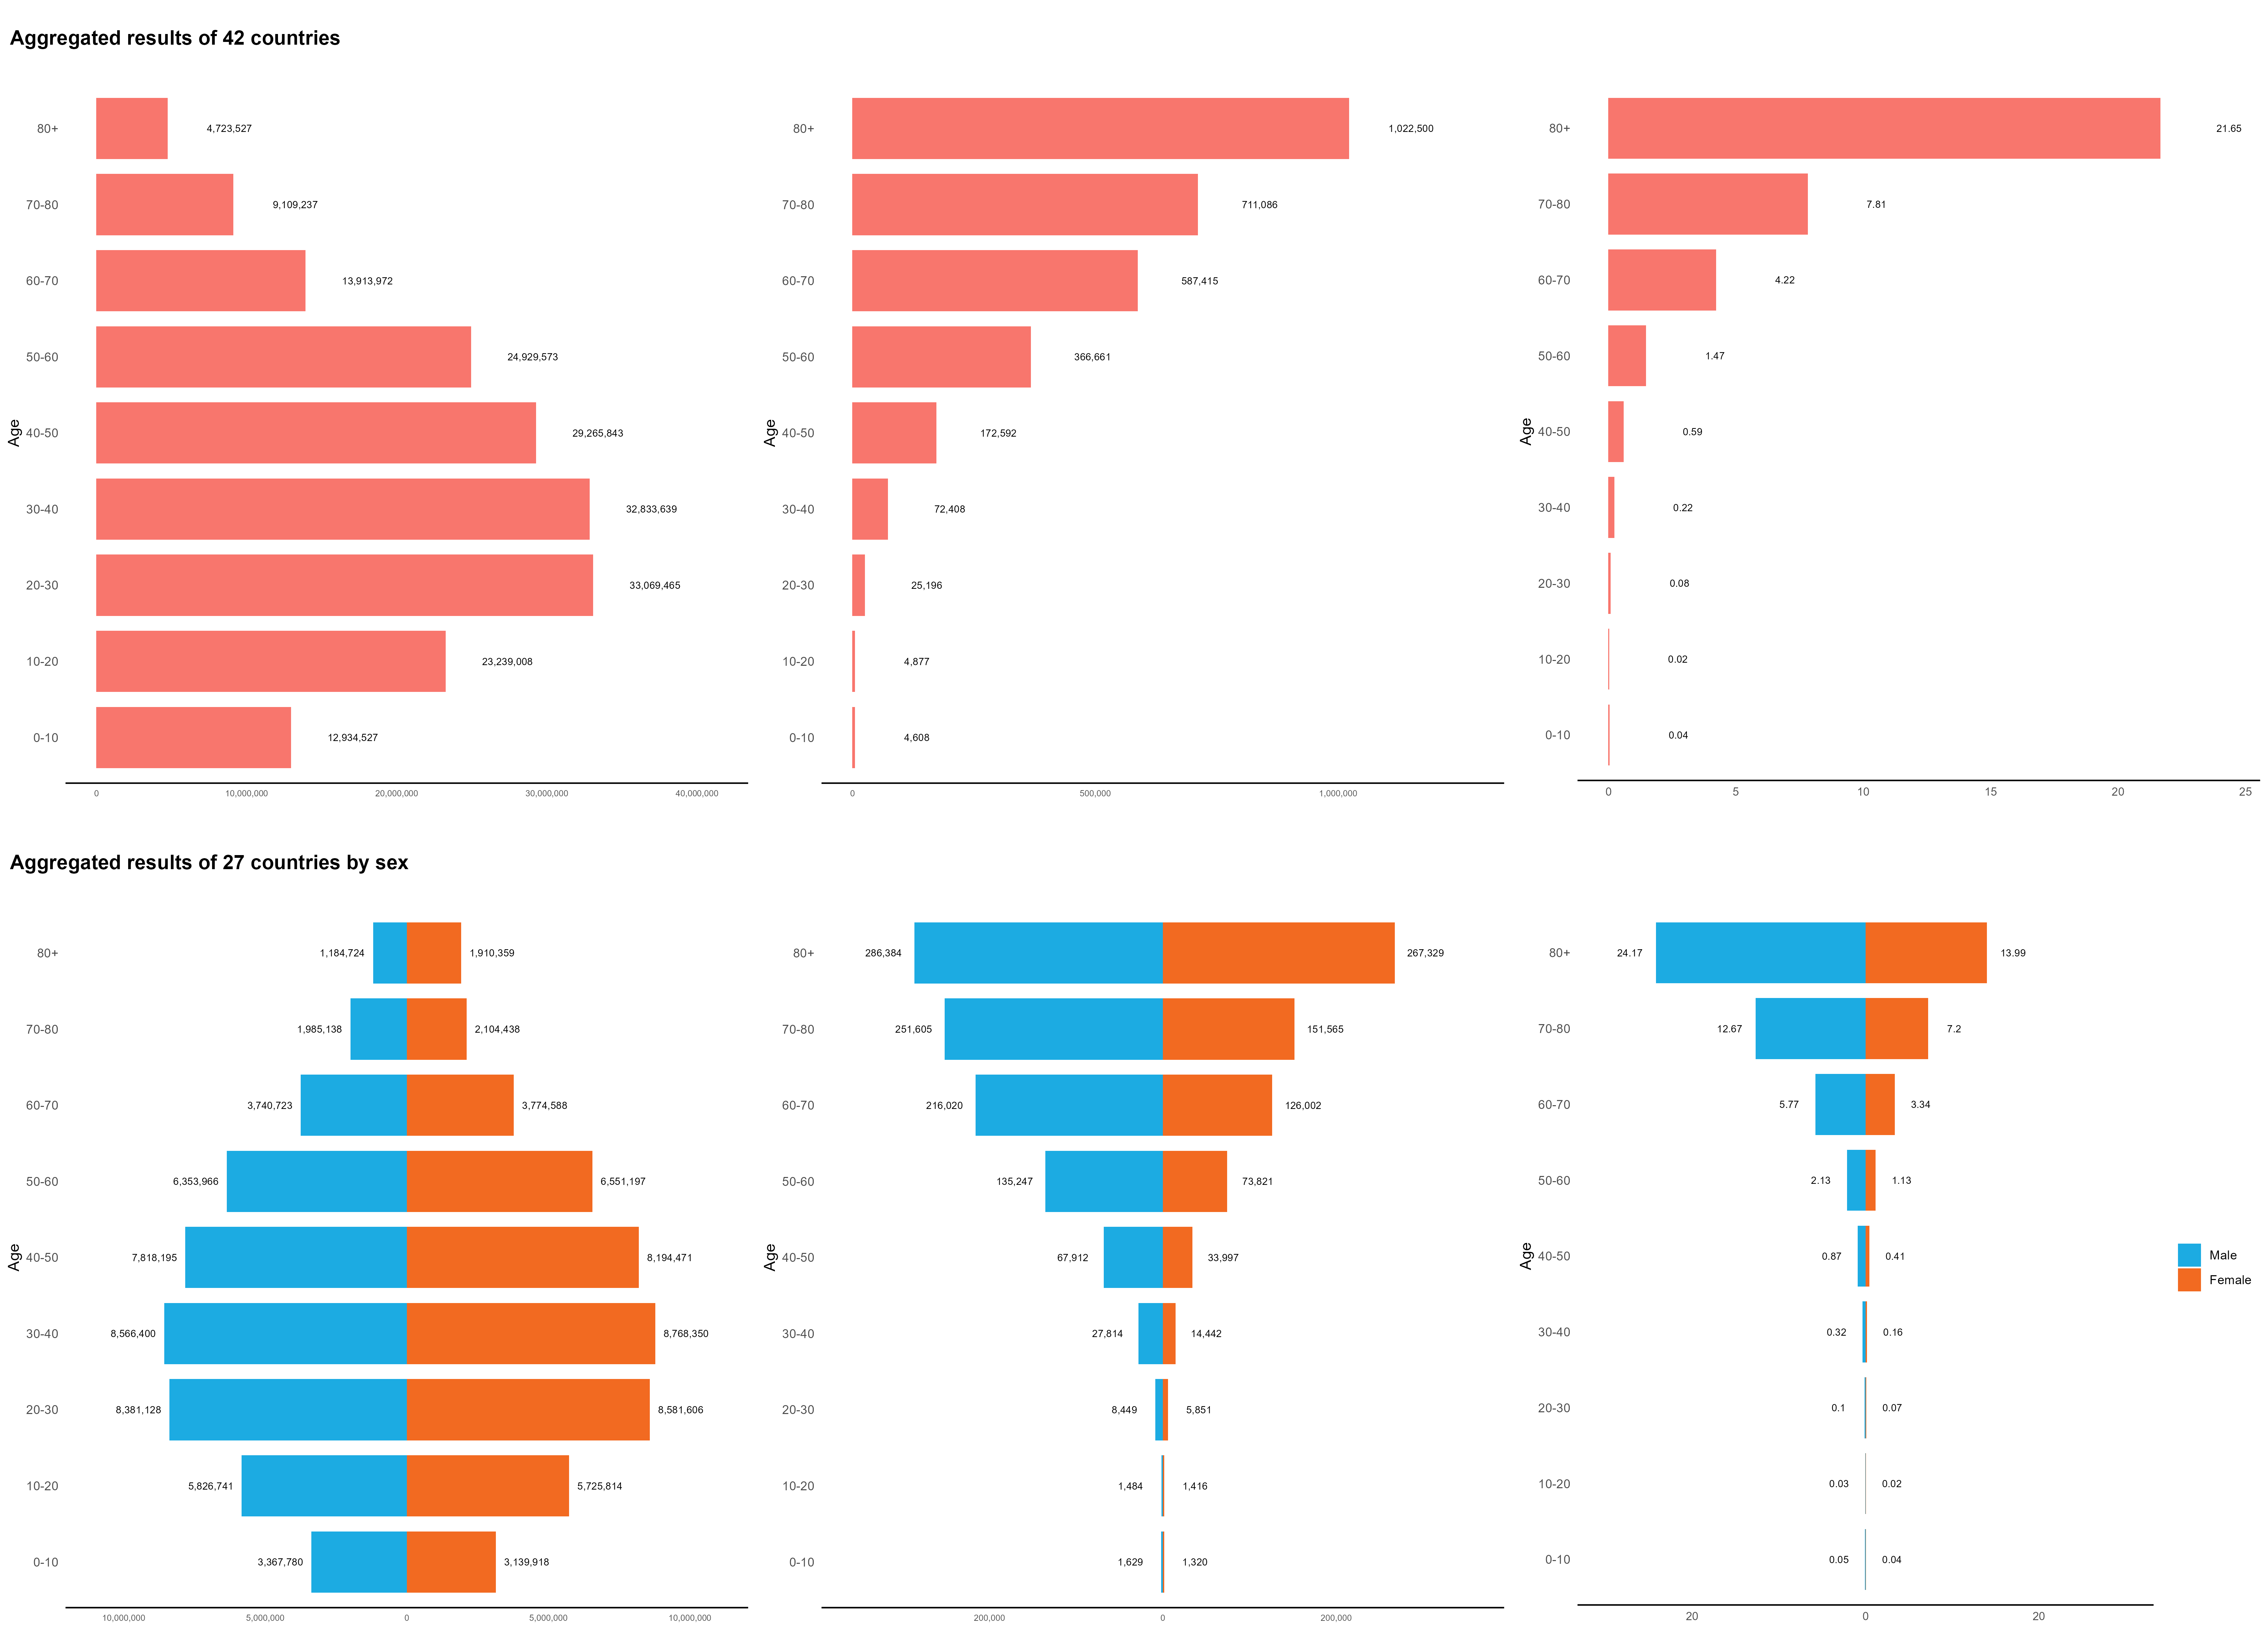 Aggregated results of 42 countries
80+ 4,723,527
70-80 9,109,237
60-70 13,913,972
50-60 24,929,573
Age
40-50 29,265,843
30-40 32,833,639
20-30 33,069,465
10-20 23,239,008
0-10 12,934,527
0 10,000,000 20,000,000 30,000,000 40,000,000
80+ 1,022,500
70-80 711,086
60-70 587,415
50-60 366,661
Age
40-50 172,592
30-40 72,408
20-30 25,196
10-20 4,877
0-10 4,608
0 500,000 1,000,000
80+ 21.65
70-80 7.81
60-70 4.22
50-60 1.47
Age
40-50 0.59
30-40 0.22
20-30 0.08
10-20 0.02
0-10 0.04
0 5 10 15 20 25
Aggregated results of 27 countries by sex
80+ 1,184,724 1,910,359
70-80 1,985,138 2,104,438
60-70 3,740,723 3,774,588
50-60 6,353,966 6,551,197
Age
40-50 7,818,195 8,194,471
30-40 8,566,400 8,768,350
20-30 8,381,128 8,581,606
10-20 5,826,741 5,725,814
0-10 3,367,780 3,139,918
10,000,000 5,000,000 0 5,000,000 10,000,000
80+ 286,384 267,329
70-80 251,605 151,565
60-70 216,020 126,002
50-60 135,247 73,821
Age
40-50 67,912 33,997
30-40 27,814 14,442
20-30 8,449 5,851
10-20 1,484 1,416
0-10 1,629 1,320
200,000 0 200,000
80+ 24.17 13.99
70-80 12.67 7.2
60-70 5.77 3.34
50-60 2.13 1.13
Age
40-50 0.87 0.41
30-40 0.32 0.16
20-30 0.1 0.07
10-20 0.03 0.02
0-10 0.05 0.04
20 0 20
Male
Female